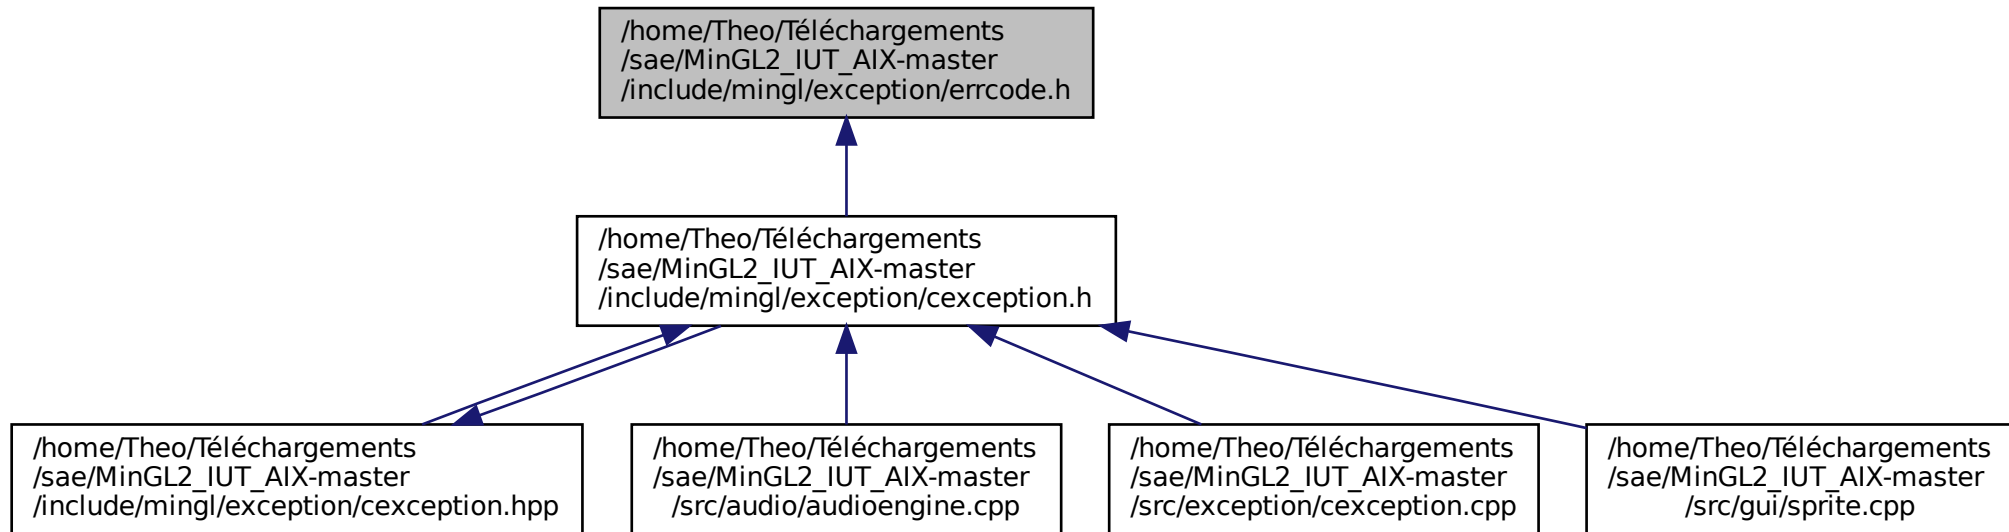 /home/Theo/Téléchargements
/sae/MinGL2_IUT_AIX-master
/include/mingl/exception/errcode.h
/home/Theo/Téléchargements
/sae/MinGL2_IUT_AIX-master
/include/mingl/exception/cexception.h
/home/Theo/Téléchargements
/sae/MinGL2_IUT_AIX-master
/include/mingl/exception/cexception.hpp
/home/Theo/Téléchargements
/sae/MinGL2_IUT_AIX-master
/src/audio/audioengine.cpp
/home/Theo/Téléchargements
/sae/MinGL2_IUT_AIX-master
/src/exception/cexception.cpp
/home/Theo/Téléchargements
/sae/MinGL2_IUT_AIX-master
/src/gui/sprite.cpp